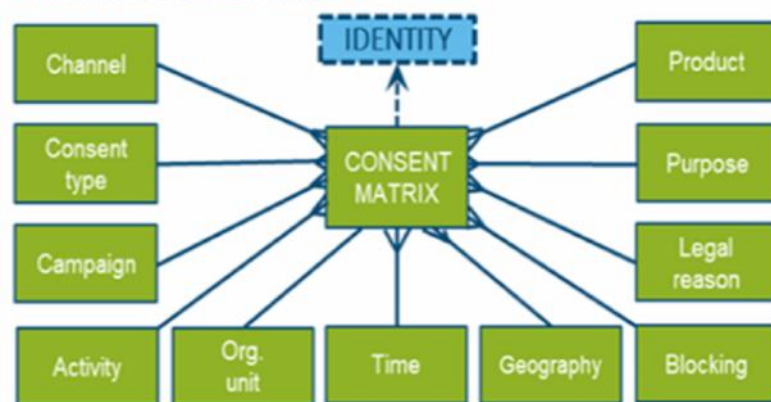 IDENTITY
Channel
Product
Consent
type
CONSENT
MATRIX
Purpose
Campaign
Legal
reason
Activity
Org.
unit
Time
Geography
Blocking